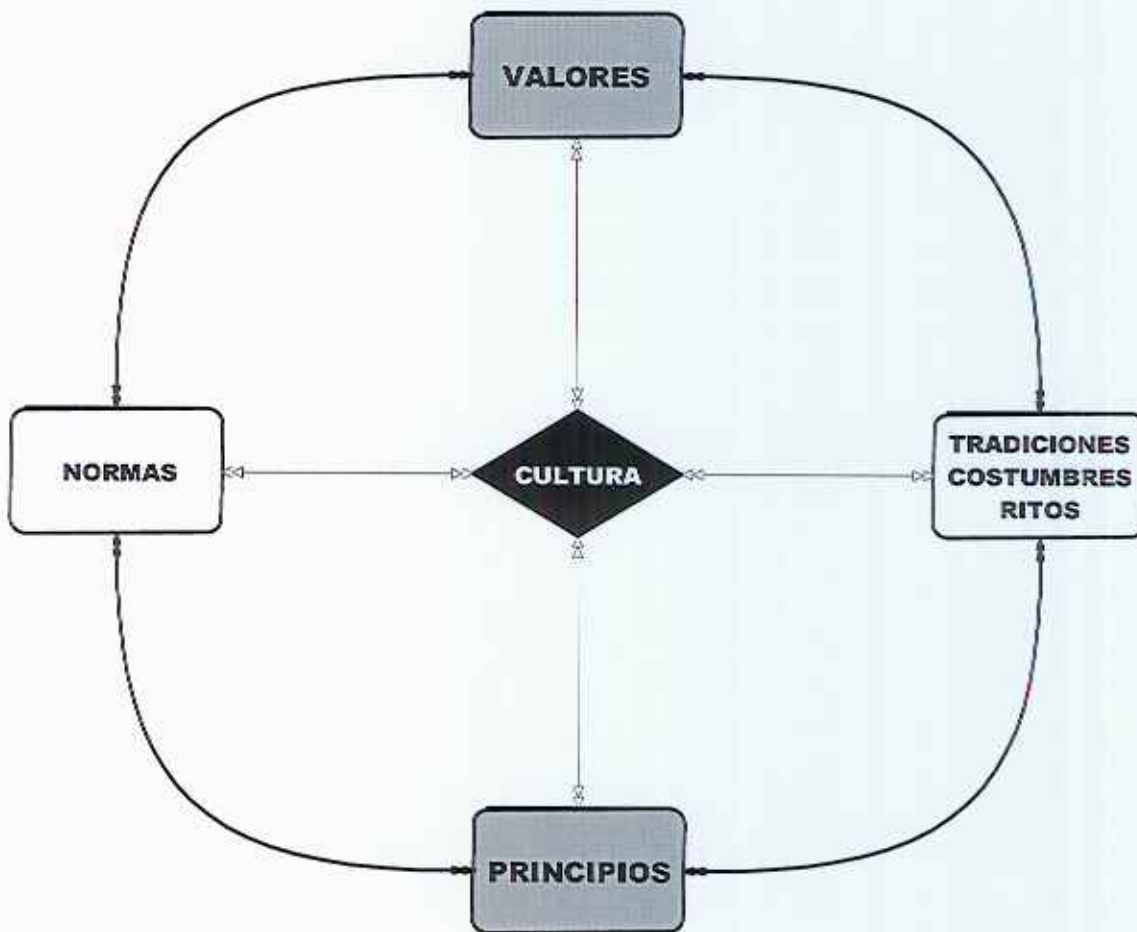 VALORES
NORMAS
CULTURA
TRADICIONES
COSTUMBRES
RITOS
PRINCIPIOS